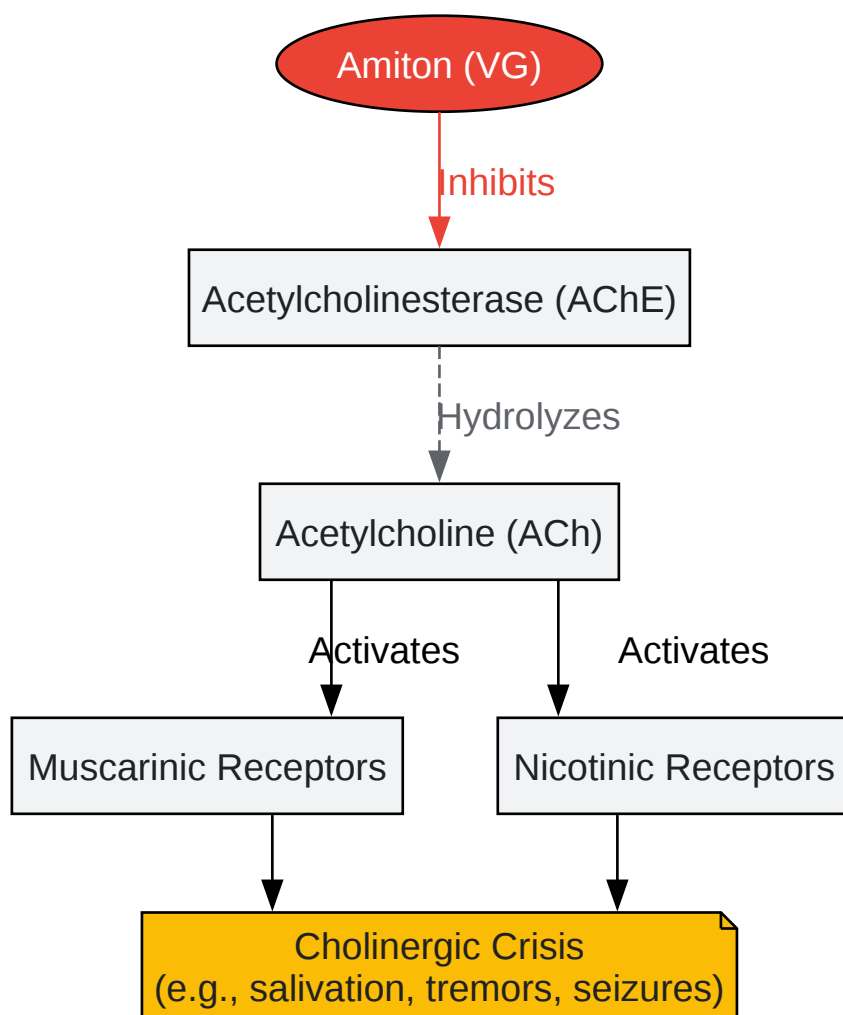 Amiton (VG)
Inhibits
Acetylcholinesterase (AChE)
Hydrolyzes
Acetylcholine (ACh)
Activates
Activates
Muscarinic Receptors
Nicotinic Receptors
Cholinergic Crisis
(e.g., salivation, tremors, seizures)